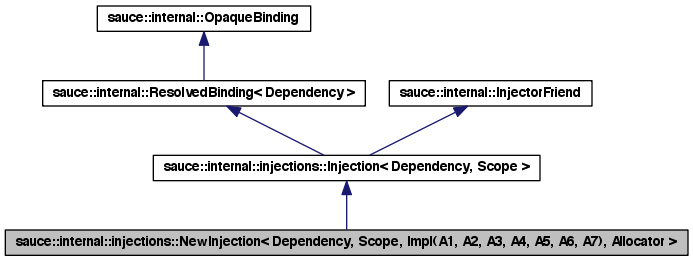 sauce::internal::OpaqueBinding
sauce::internal::ResolvedBinding< Dependency >
sauce::internal::InjectorFriend
sauce::internal::injections::Injection< Dependency, Scope >
sauce::internal::injections::NewInjection< Dependency, Scope, Impl( A1, A2, A3, A4, A5, A6, A7), Allocator >